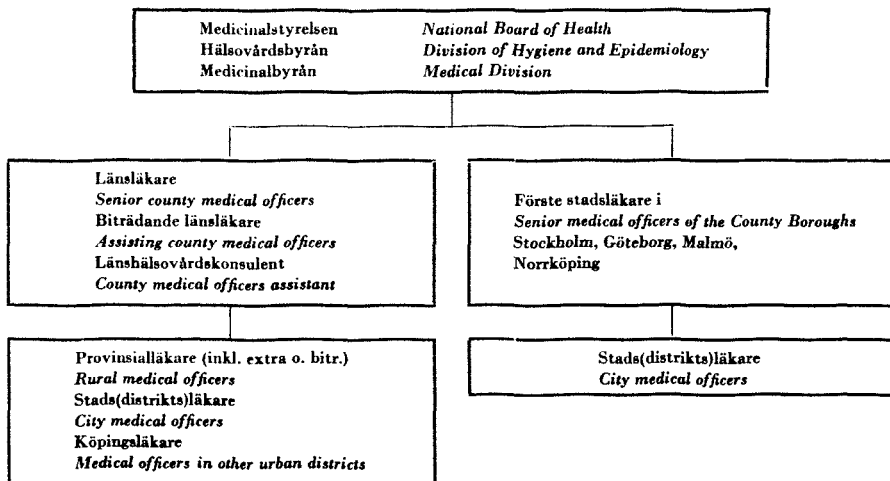 Medicinalstyrelsen National Board of Health
Hälsovårdsbyrån Division of Hygiene and Epidemiology
Medicinalbyrån Medical Division
Länsläkare
Senior county medical officers
Biträdande länsläkare
Assisting county medical officers
Länshälsovårdskonsulent
County medical officers assistant
Förste stadsläkare i
Senior medical officers of the County Boroughs
Stockholm, Göteborg, Malmö,
Norrköping
Provinsialläkare (inkl. extra o. bitr.)
Rural medical officers
Stads(distrikts)läkare
City medical officers
Köpingsläkare
Medical officers in other urban districts
Stads(distrikts)läkare
City medical officers